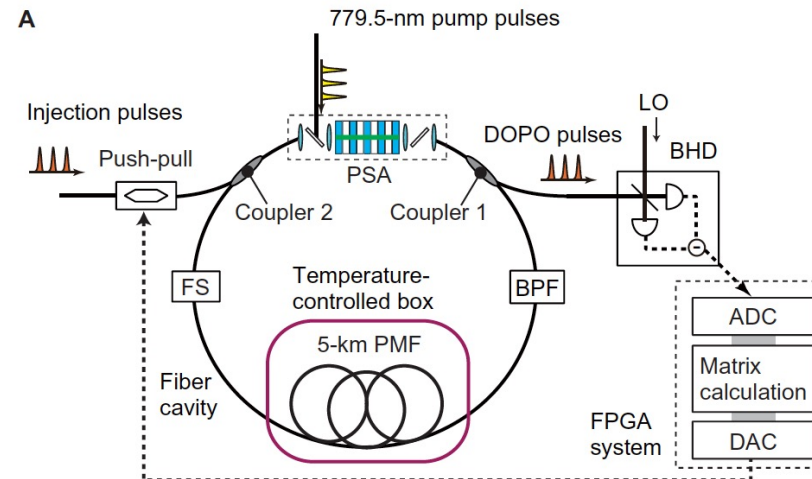 A
779.5-nm pump pulses
Injection pulses
Push-pull
PSA
DOPO pulses
LO
BHD
Coupler 2
Coupler 1
FS
Temperature-
controlled box
BPF
5-km PMF
Fiber
cavity
ADC
Matrix
calculation
DAC
FPGA
system